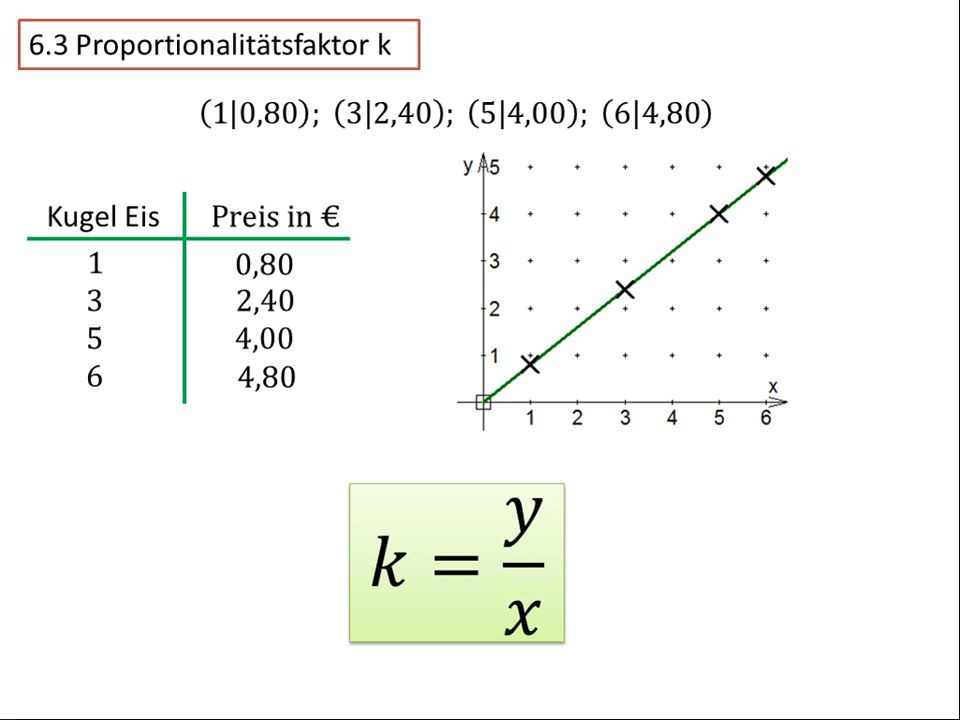 6.3 Proportionalitätsfaktor k
(1|0,80); (3|2,40); (5|4,00); (6|4,80)
Kugel Eis Preis in €
1 0,80
3 2,40
5 4,00
6 4,80
y 5
4
3
2
1
x
1 2 3 4 5 6
k = y/x